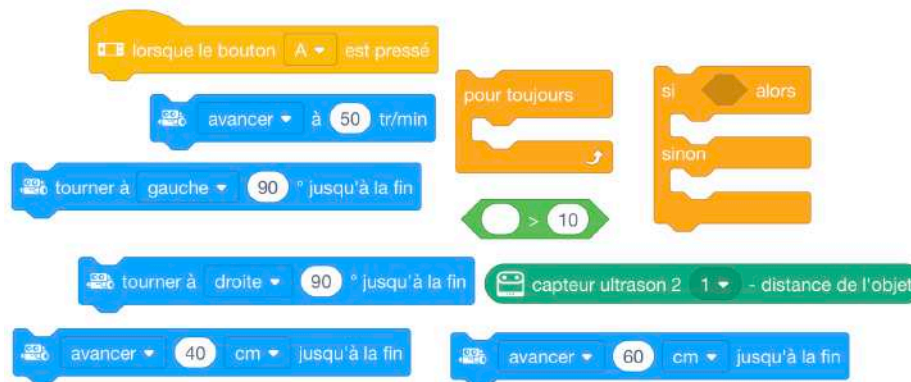 lorsque le bouton A est pressé
avancer à 50 tr/min
pour toujours
si alors
sinon
tourner à gauche 90 ° jusqu'à la fin
> 10
tourner à droite 90 ° jusqu'à la fin
capteur ultrason 2 1 - distance de l'objet
avancer 40 cm jusqu'à la fin
avancer 60 cm jusqu'à la fin